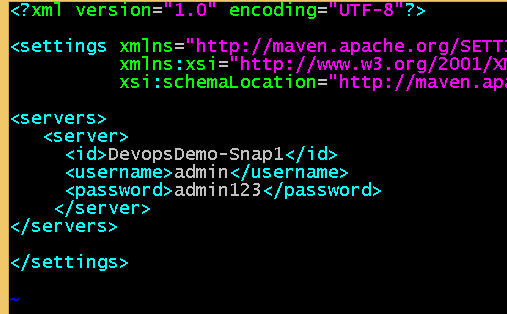 <?xml version="1.0" encoding="UTF-8"?>
<settings xmlns="http://maven.apache.org/SETTI
xmlns:xsi="http://www.w3.org/2001/XM
xsi:schemaLocation="http://maven.apa
<servers>
<server>
<id>DevopsDemo-Snap1</id>
<username>admin</username>
<password>admin123</password>
</server>
</servers>
</settings>
~